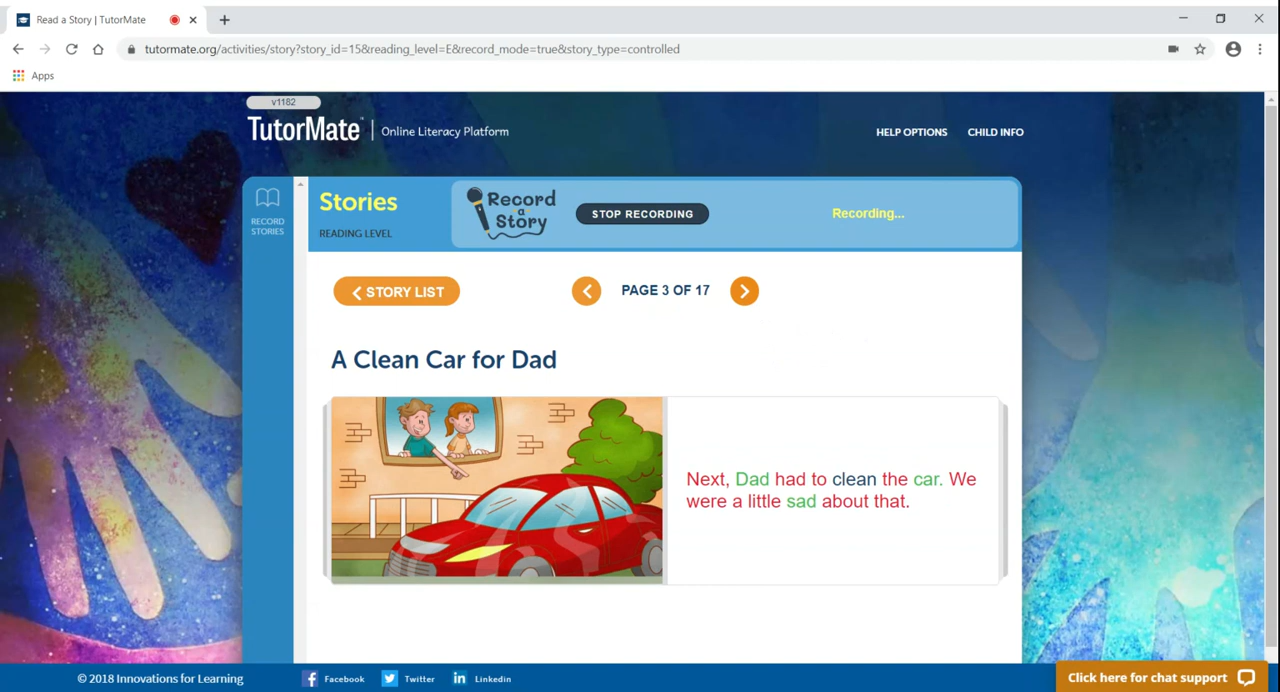 Read a Story | TutorMate
tutormate.org/activities/story?story_id=15&reading_level=E&record_mode=true&story_type=controlled
Apps
v1182
TutorMate™ | Online Literacy Platform
HELP OPTIONS
CHILD INFO
RECORD
STORIES
Stories
READING LEVEL
Record
a
Story
STOP RECORDING
Recording...
STORY LIST
PAGE 3 OF 17
A Clean Car for Dad
Next, Dad had to clean the car. We
were a little sad about that.
© 2018 Innovations for Learning
Facebook
Twitter
Linkedin
Click here for chat support